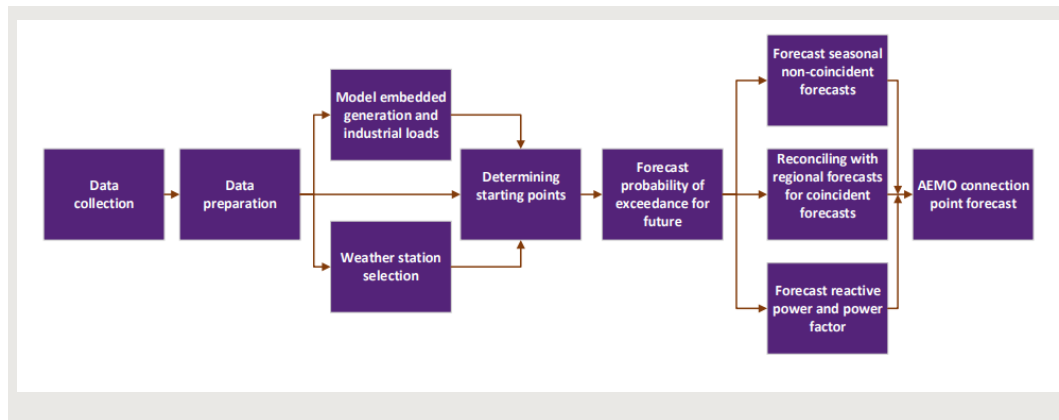 Data
collection
Data
preparation
Model embedded
generation and
industrial loads
Weather station
selection
Determining
starting points
Forecast
probability of
exceedance for
future
Forecast seasonal
non-coincident
forecasts
Reconciling with
regional forecasts
for coincident
forecasts
Forecast reactive
power and power
factor
AEMO connection
point forecast